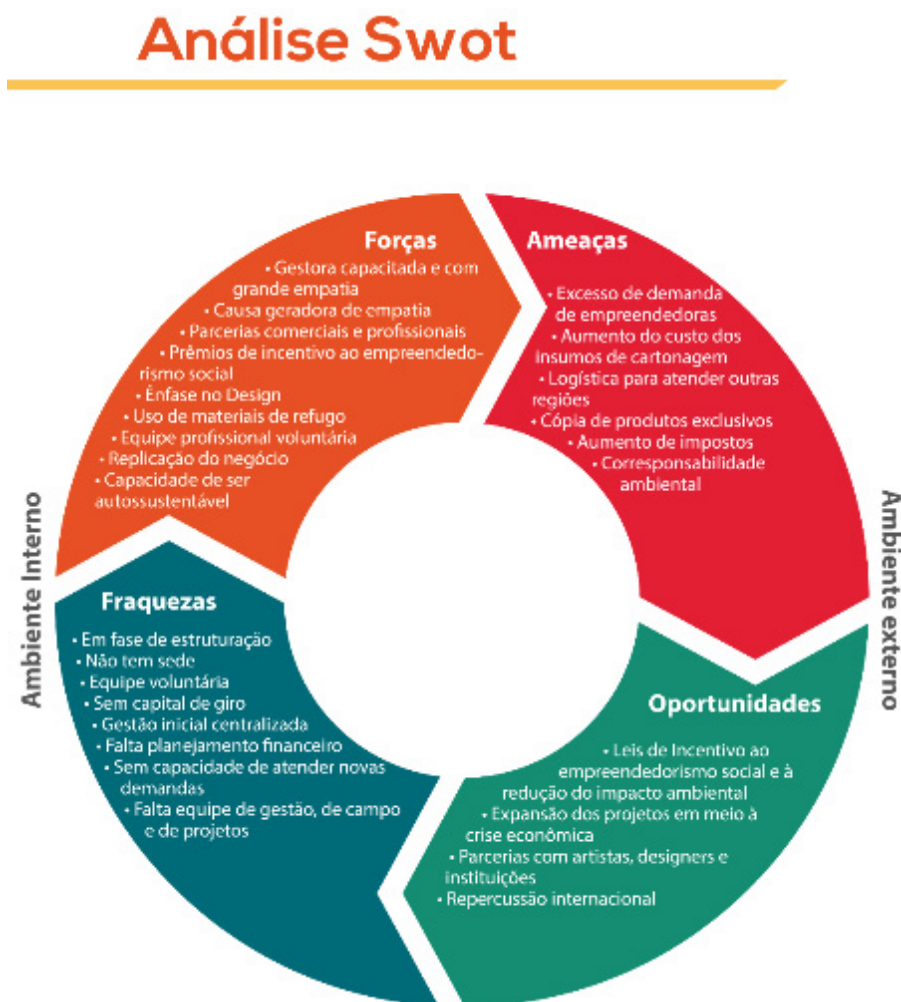 Análise Swot
Forças
• Gestora capacitada e com
grande empatia
• Causa geradora de empatia
• Parcerias comerciais e profissionais
• Prêmios de incentivo ao empreendedo-
rismo social
• Ênfase no Design
• Uso de materiais de refugo
• Equipe profissional voluntária
• Replicação do negócio
• Capacidade de ser
autossustentável
Ameaças
• Excesso de demanda
de empreendedoras
• Aumento do custo dos
insumos de cartonagem
• Logística para atender outras
regiões
• Cópia de produtos exclusivos
• Aumento de impostos
• Corresponsabilidade
ambiental
Ambiente Interno
Ambiente externo
Fraquezas
• Em fase de estruturação
• Não tem sede
• Equipe voluntária
• Sem capital de giro
• Gestão inicial centralizada
• Falta planejamento financeiro
• Sem capacidade de atender novas
demandas
• Falta equipe de gestão, de campo
e de projetos
Oportunidades
• Leis de Incentivo ao
empreendedorismo social e à
redução do impacto ambiental
• Expansão dos projetos em meio à
crise econômica
• Parcerias com artistas, designers e
instituições
• Repercussão internacional